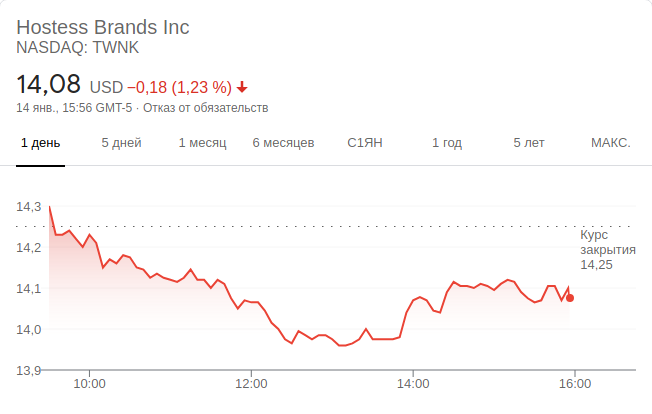 Hostess Brands Inc
NASDAQ: TWNK
14,08 USD −0,18 (1,23 %)
14 янв., 15:56 GMT-5 · Отказ от обязательств
1 день 5 дней 1 месяц 6 месяцев С1ЯН 1 год 5 лет МАКС.
14,3
14,2
14,1
14,0
13,9
Курс
закрытия
14,25
10:00 12:00 14:00 16:00